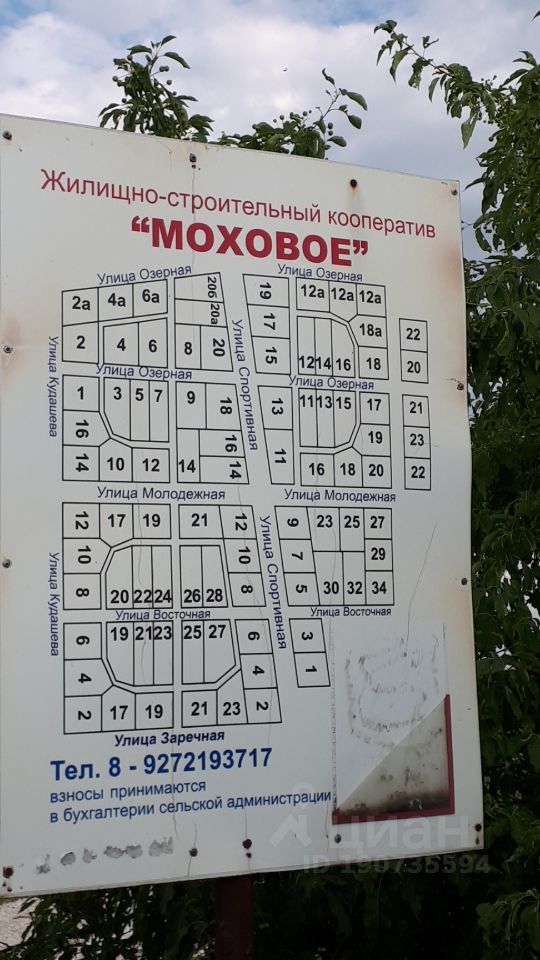 Жилищно-строительный кооператив
"МОХОВОЕ"
Улица Озерная
Улица Озерная
2а 4а 6а 20б 20а
2 4 6 8 20
19 12а 12а 12а
17 18а 22
15 12 14 16 18 20
Улица Кудашева
Улица Спортивная
Улица Озерная
Улица Озерная
1 3 5 7 9 18
16 16
14 10 12 14 14
13 11 13 15 17 21
19 23
11 16 18 20 22
Улица Молодежная
Улица Молодежная
12 17 19 21 12
10 10
8 20 22 24 26 28 8
9 23 25 27
7 29
5 30 32 34
Улица Кудашева
Улица Спортивная
Улица Восточная
Улица Восточная
6 19 21 23 25 27 6
4 4
2 17 19 21 23 2
3
1
Улица Заречная
Тел. 8 - 9272193717
взносы принимаются
в бухгалтерии сельской администрации
циан
ID 190735594